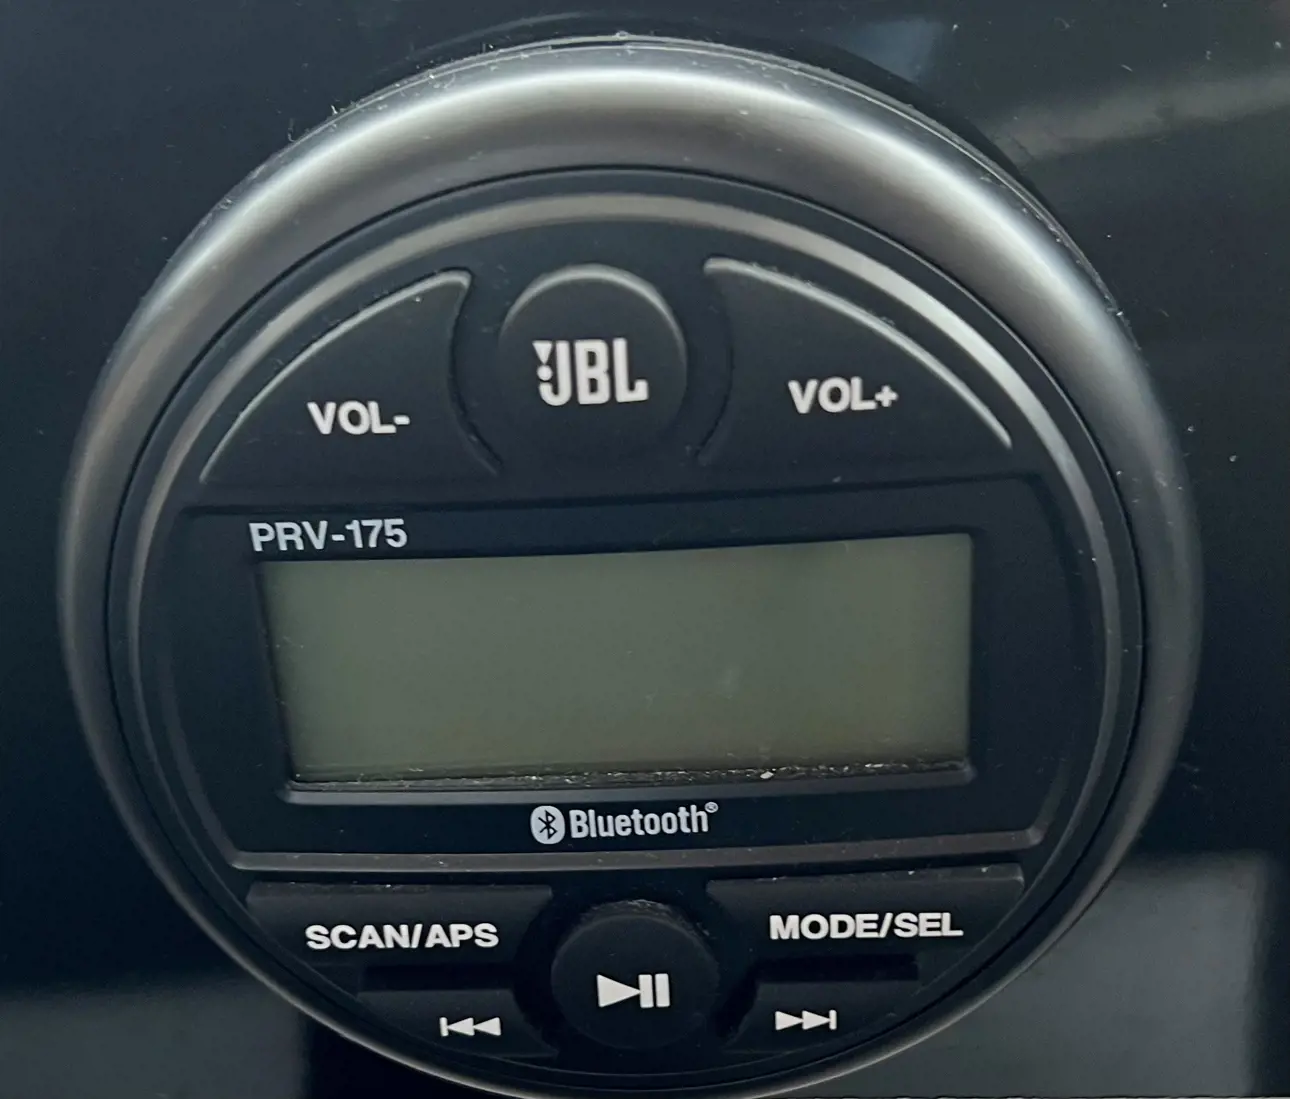 JBL
VOL-
VOL+
PRV-175
Bluetooth®
SCAN/APS
MODE/SEL